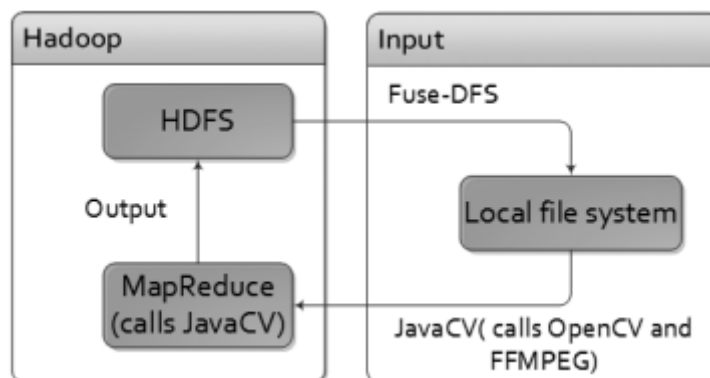 Hadoop
HDFS
Output
MapReduce
(calls JavaCV)
Input
Fuse-DFS
Local file system
JavaCV( calls OpenCV and
FFMPEG)